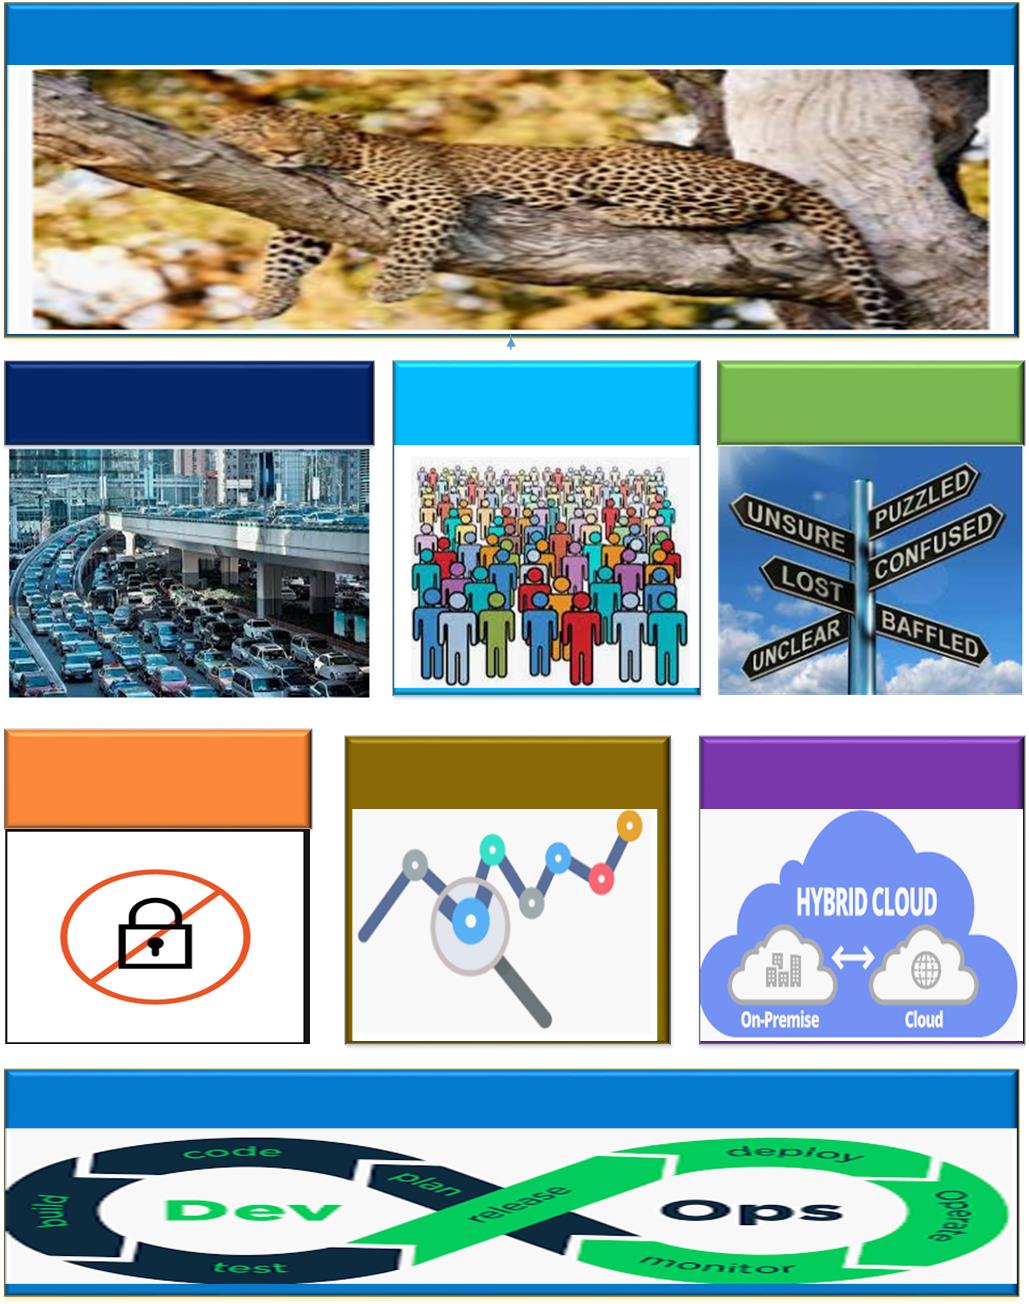 UNSURE
PUZZLED
CONFUSED
LOST
UNCLEAR
BAFFLED
HYBRID CLOUD
On-Premise
Cloud
code
plan
build
Dev
test
release
deploy
Ops
Operate
monitor